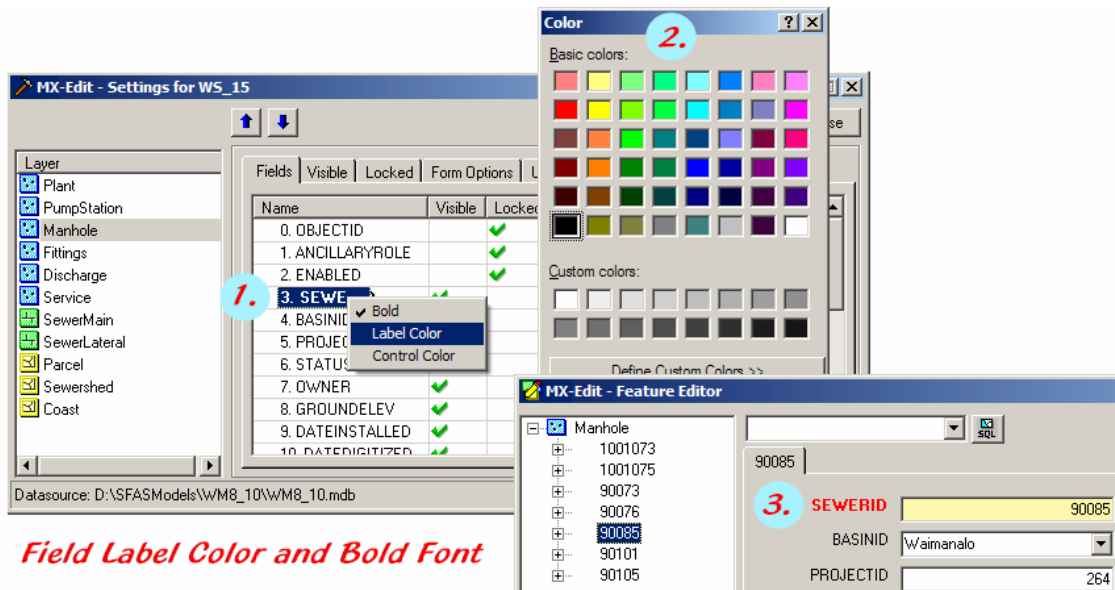 Color
2.
Basic colors:
MX-Edit - Settings for WS_15
se
Layer
Plant
PumpStation
Manhole
Fittings
Discharge
Service
SewerMain
SewerLateral
Parcel
Sewershed
Coast
Fields Visible Locked Form Options U
Name Visible Locked
0. OBJECTID
1. ANCILLARYROLE
2. ENABLED
1.
3. SEWE
4. BASINID
5. PROJEC
6. STATUS
7. OWNER
8. GROUNDELEV
9. DATEINSTALLED
10. DATEDIGITIZED
Bold
Label Color
Control Color
Custom colors:
Define Custom Colors >>
Datasource: D:\SFASModels\WM8_10\WM8_10.mdb
MX-Edit - Feature Editor
Manhole
1001073
1001075
90073
90076
90085
90101
90105
SQL
90085
3.
SEWERID 90085
BASINID Waimanalo
PROJECTID 264
Field Label Color and Bold Font